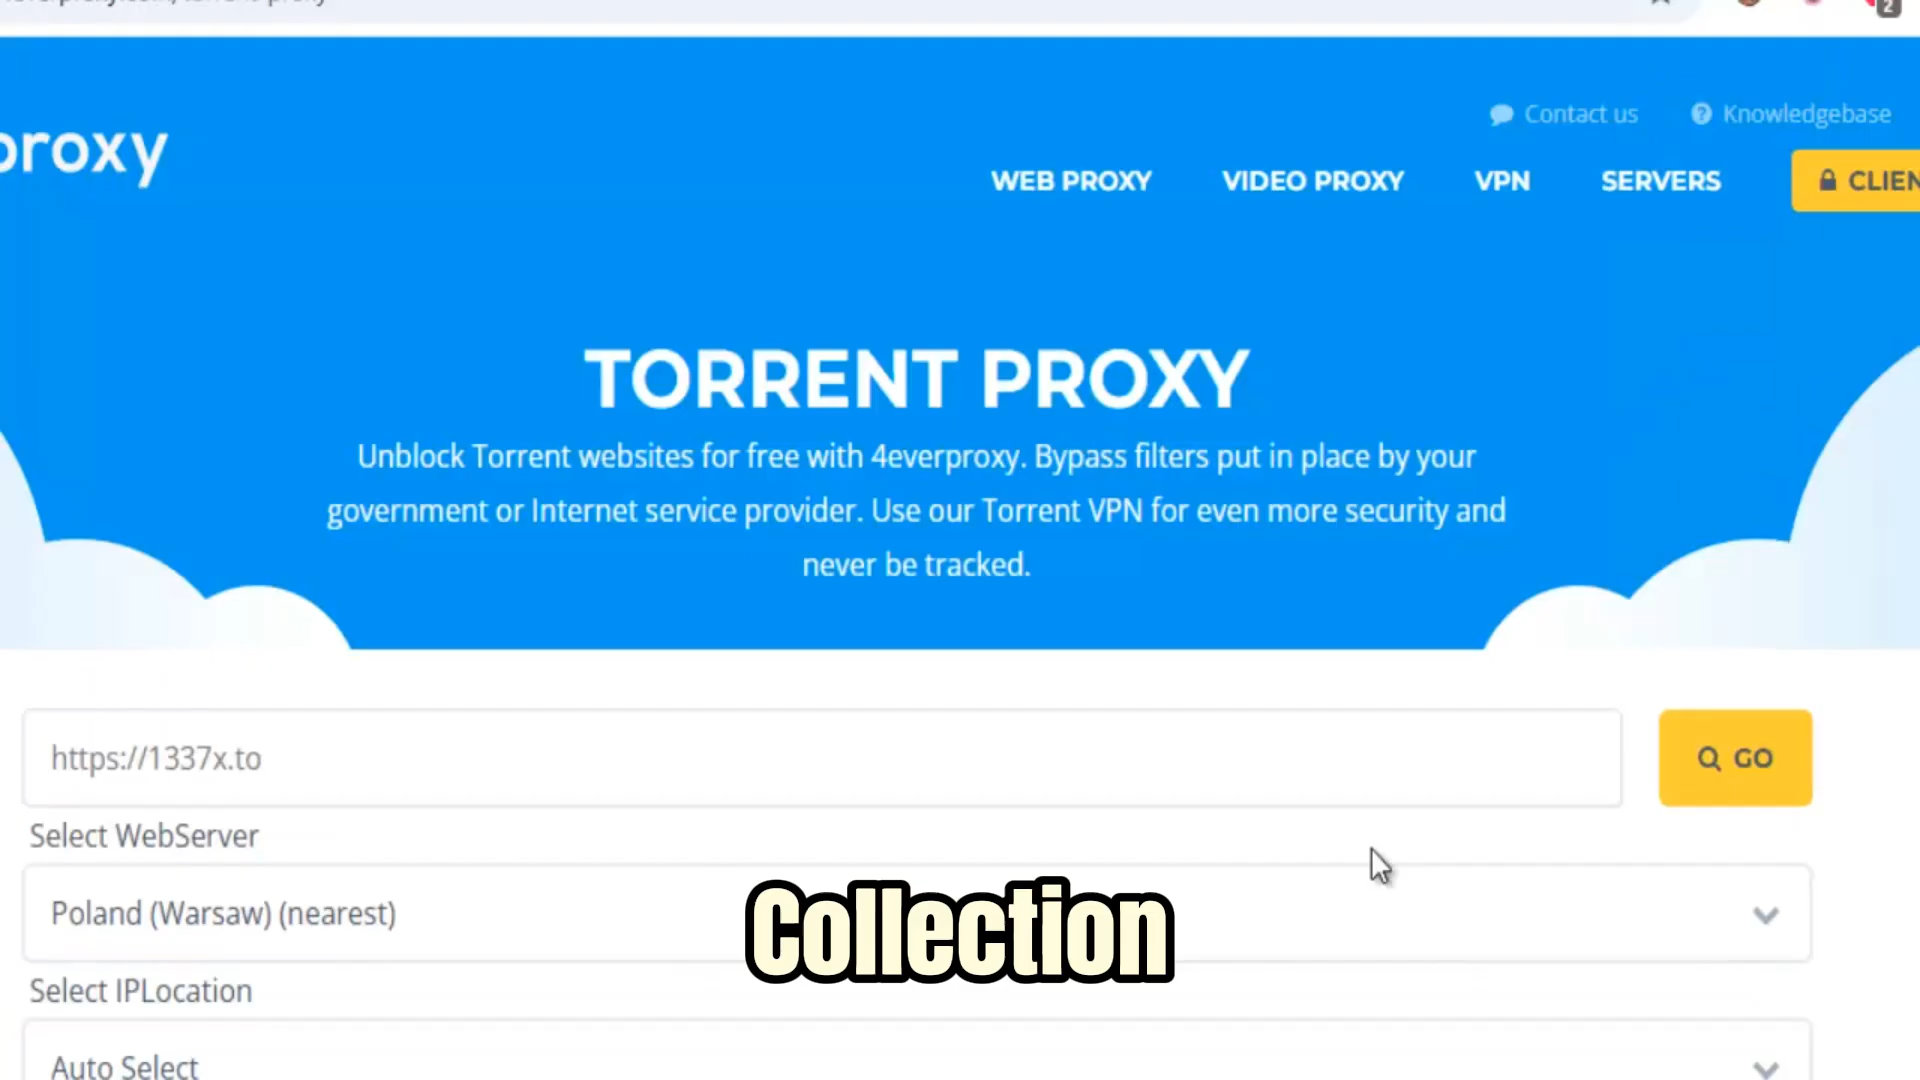 2
Contact us
Knowledgebase
proxy
WEB PROXY
VIDEO PROXY
VPN
SERVERS
CLIEN
TORRENT PROXY
Unblock Torrent websites for free with 4everproxy. Bypass filters put in place by your
government or Internet service provider. Use our Torrent VPN for even more security and
never be tracked.
https://1337x.to
GO
Select WebServer
Poland (Warsaw) (nearest)
Collection
Select IPLocation
Auto Select